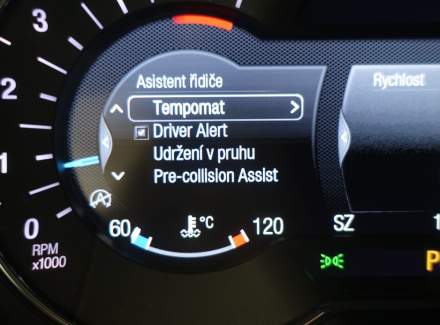 3
Asistent řidiče
Rychlost
Tempomat
Driver Alert
1
Udržení v pruhu
Pre-collision Assist
0
60 °C 120
SZ
RPM
x1000